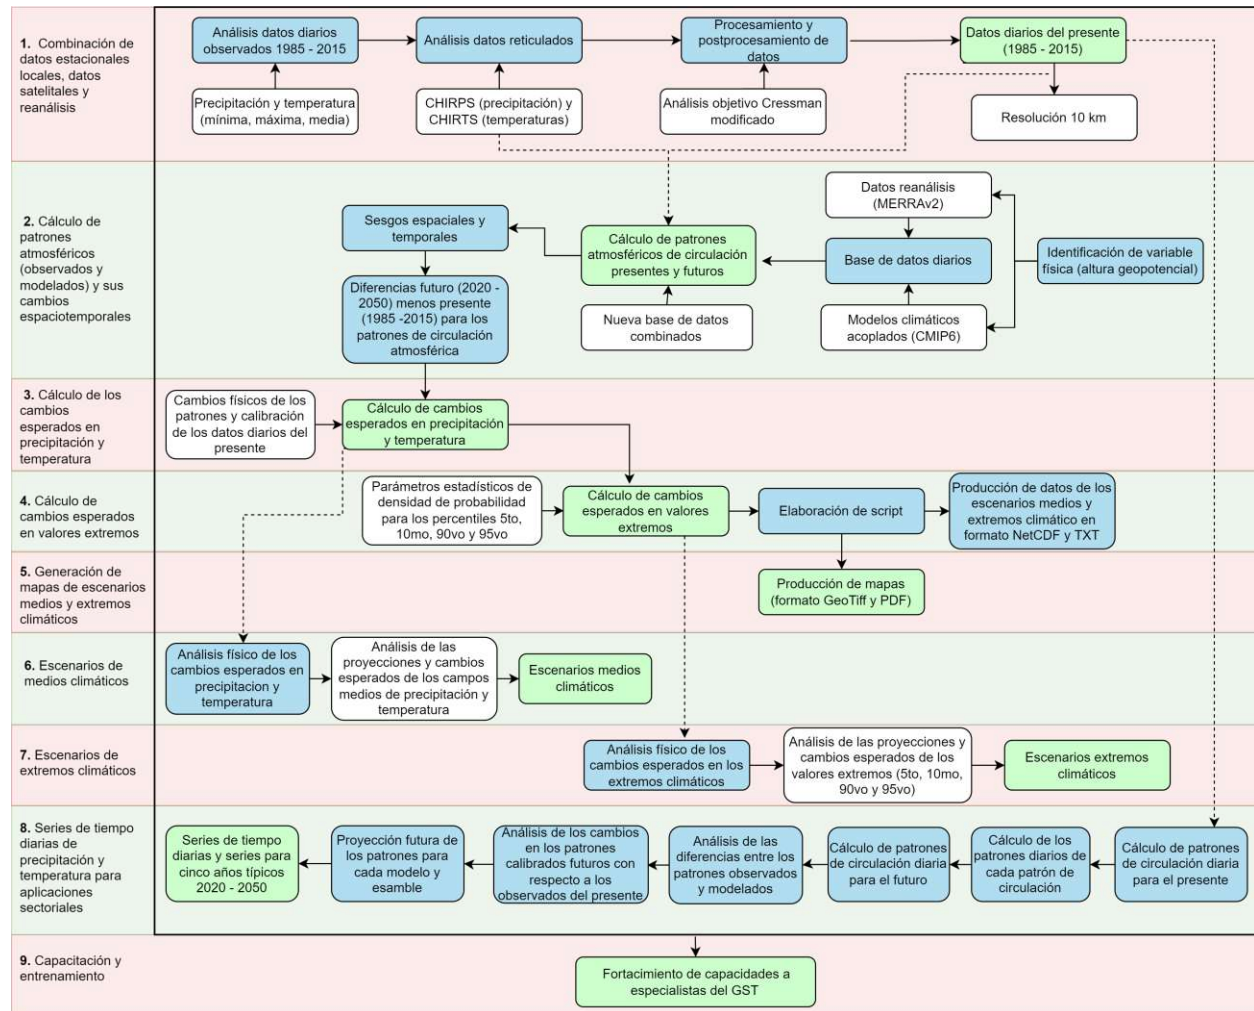 1. Combinación de
datos estacionales
locales, datos
satelitales y
reanálisis
Análisis datos diarios
observados 1985 - 2015
Análisis datos reticulados
Procesamiento y
postprocesamiento de
datos
Datos diarios del presente
(1985 - 2015)
Precipitación y temperatura
(mínima, máxima, media)
CHIRPS (precipitación) y
CHIRTS (temperaturas)
Análisis objetivo Cressman
modificado
Resolución 10 km
2. Cálculo de
patrones
atmosféricos
(observados y
modelados) y sus
cambios
espaciotemporales
Sesgos espaciales y
temporales
Diferencias futuro (2020 -
2050) menos presente
(1985 -2015) para los
patrones de circulación
atmosférica
Cálculo de patrones
atmosféricos de circulación
presentes y futuros
Nueva base de datos
combinados
Datos reanálisis
(MERRAv2)
Base de datos diarios
Modelos climáticos
acoplados (CMIP6)
Identificación de variable
física (altura geopotencial)
3. Cálculo de los
cambios
esperados en
precipitación y
temperatura
Cambios físicos de los
patrones y calibración
de los datos diarios del
presente
Cálculo de cambios
esperados en precipitación
y temperatura
4. Cálculo de
cambios esperados
en valores extremos
Parámetros estadísticos de
densidad de probabilidad
para los percentiles 5to,
10mo, 90vo y 95vo
Cálculo de cambios
esperados en valores
extremos
Elaboración de script
Producción de datos de los
escenarios medios y
extremos climático en
formato NetCDF y TXT
5. Generación de
mapas de escenarios
medios y extremos
climáticos
Producción de mapas
(formato GeoTiff y PDF)
6. Escenarios de
medios climáticos
Análisis físico de los
cambios esperados en
precipitacion y
temperatura
Análisis de las
proyecciones y cambios
esperados de los campos
medios de precipitación y
temperatura
Escenarios medios
climáticos
7. Escenarios de
extremos climáticos
Análisis físico de los
cambios esperados en los
extremos climáticos
Análisis de las proyecciones y
cambios esperados de los
valores extremos (5to, 10mo,
90vo y 95vo)
Escenarios extremos
climáticos
8. Series de tiempo
diarias de
precipitación y
temperatura para
aplicaciones
sectoriales
Series de tiempo
diarias y series para
cinco años típicos
2020 - 2050
Proyección futura de
los patrones para
cada modelo y
esamble
Análisis de los cambios
en los patrones
calibrados futuros con
respecto a los
observados del presente
Análisis de las
diferencias entre los
patrones observados
y modelados
Cálculo de patrones
de circulación diaria
para el futuro
Cálculo de los
patrones diarios de
cada patrón de
circulación
Cálculo de patrones
de circulación diaria
para el presente
9. Capacitación y
entrenamiento
Fortacimiento de capacidades a
especialistas del GST